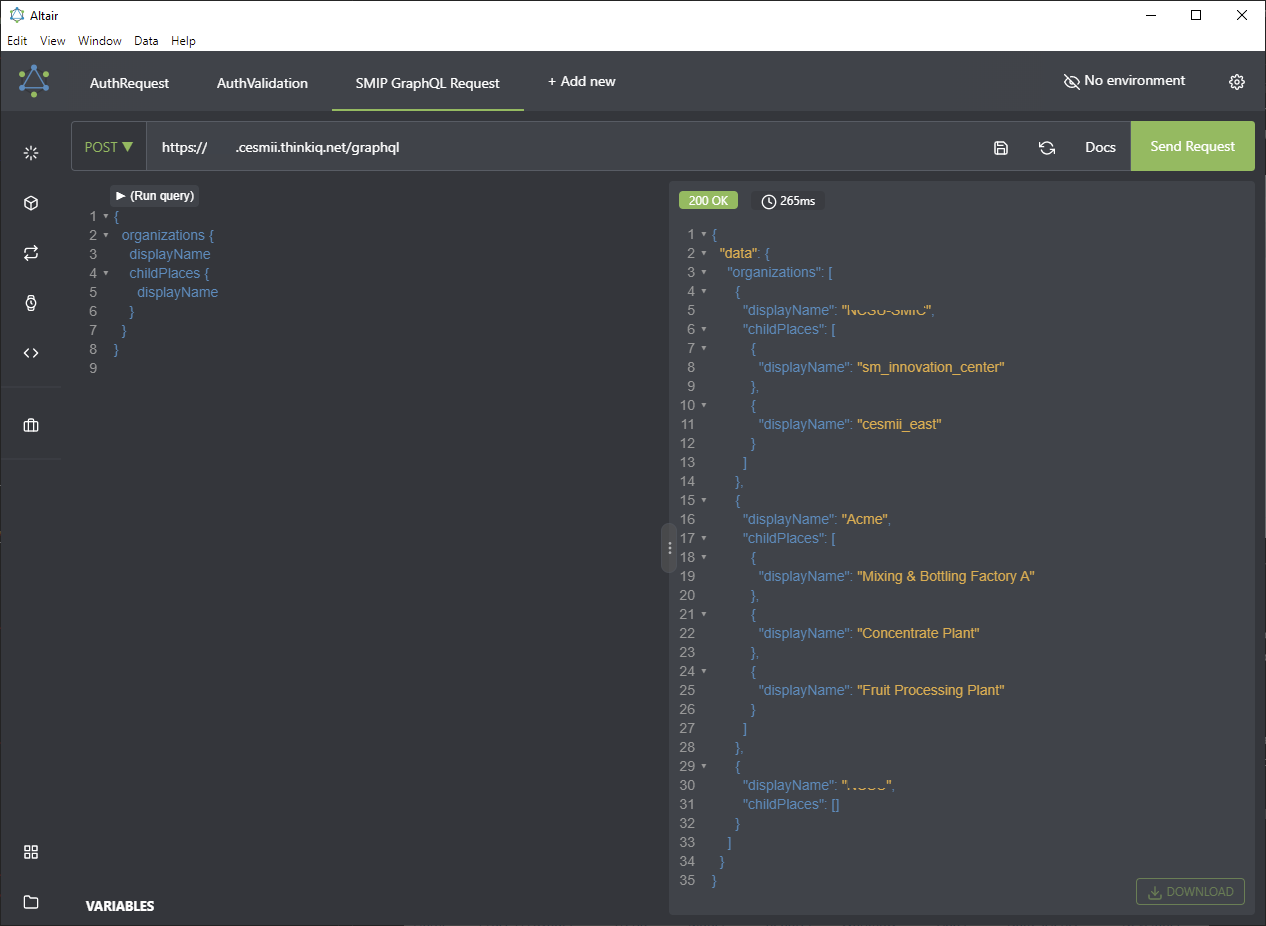 Altair
Edit View Window Data Help
AuthRequest AuthValidation SMIP GraphQL Request + Add new No environment
POST ▼ https:// .cesmii.thinkiq.net/graphql Docs Send Request
▶ (Run query)
1 {
2 organizations {
3 displayName
4 childPlaces {
5 displayName
6 }
7 }
8 }
9
200 OK 265ms
1 {
2 "data": {
3 "organizations": [
4 {
5 "displayName": " ",
6 "childPlaces": [
7 {
8 "displayName": "sm_innovation_center"
9 },
10 {
11 "displayName": "cesmii_east"
12 }
13 ]
14 },
15 {
16 "displayName": "Acme",
17 "childPlaces": [
18 {
19 "displayName": "Mixing & Bottling Factory A"
20 },
21 {
22 "displayName": "Concentrate Plant"
23 },
24 {
25 "displayName": "Fruit Processing Plant"
26 }
27 ]
28 },
29 {
30 "displayName": " ",
31 "childPlaces": []
32 }
33 ]
34 }
35 }
DOWNLOAD
VARIABLES